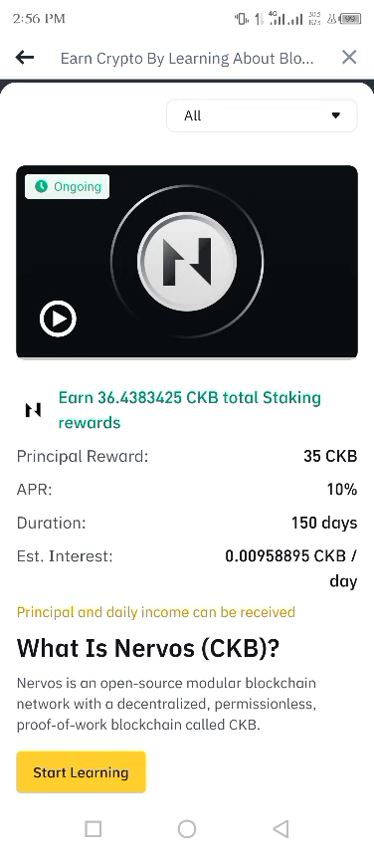 2:56 PM
4G
99
Earn Crypto By Learning About Blo...
All
Ongoing
Earn 36.4383425 CKB total Staking
rewards
Principal Reward: 35 CKB
APR: 10%
Duration: 150 days
Est. Interest: 0.00958895 CKB /
day
Principal and daily income can be received
What Is Nervos (CKB)?
Nervos is an open-source modular blockchain
network with a decentralized, permissionless,
proof-of-work blockchain called CKB.
Start Learning